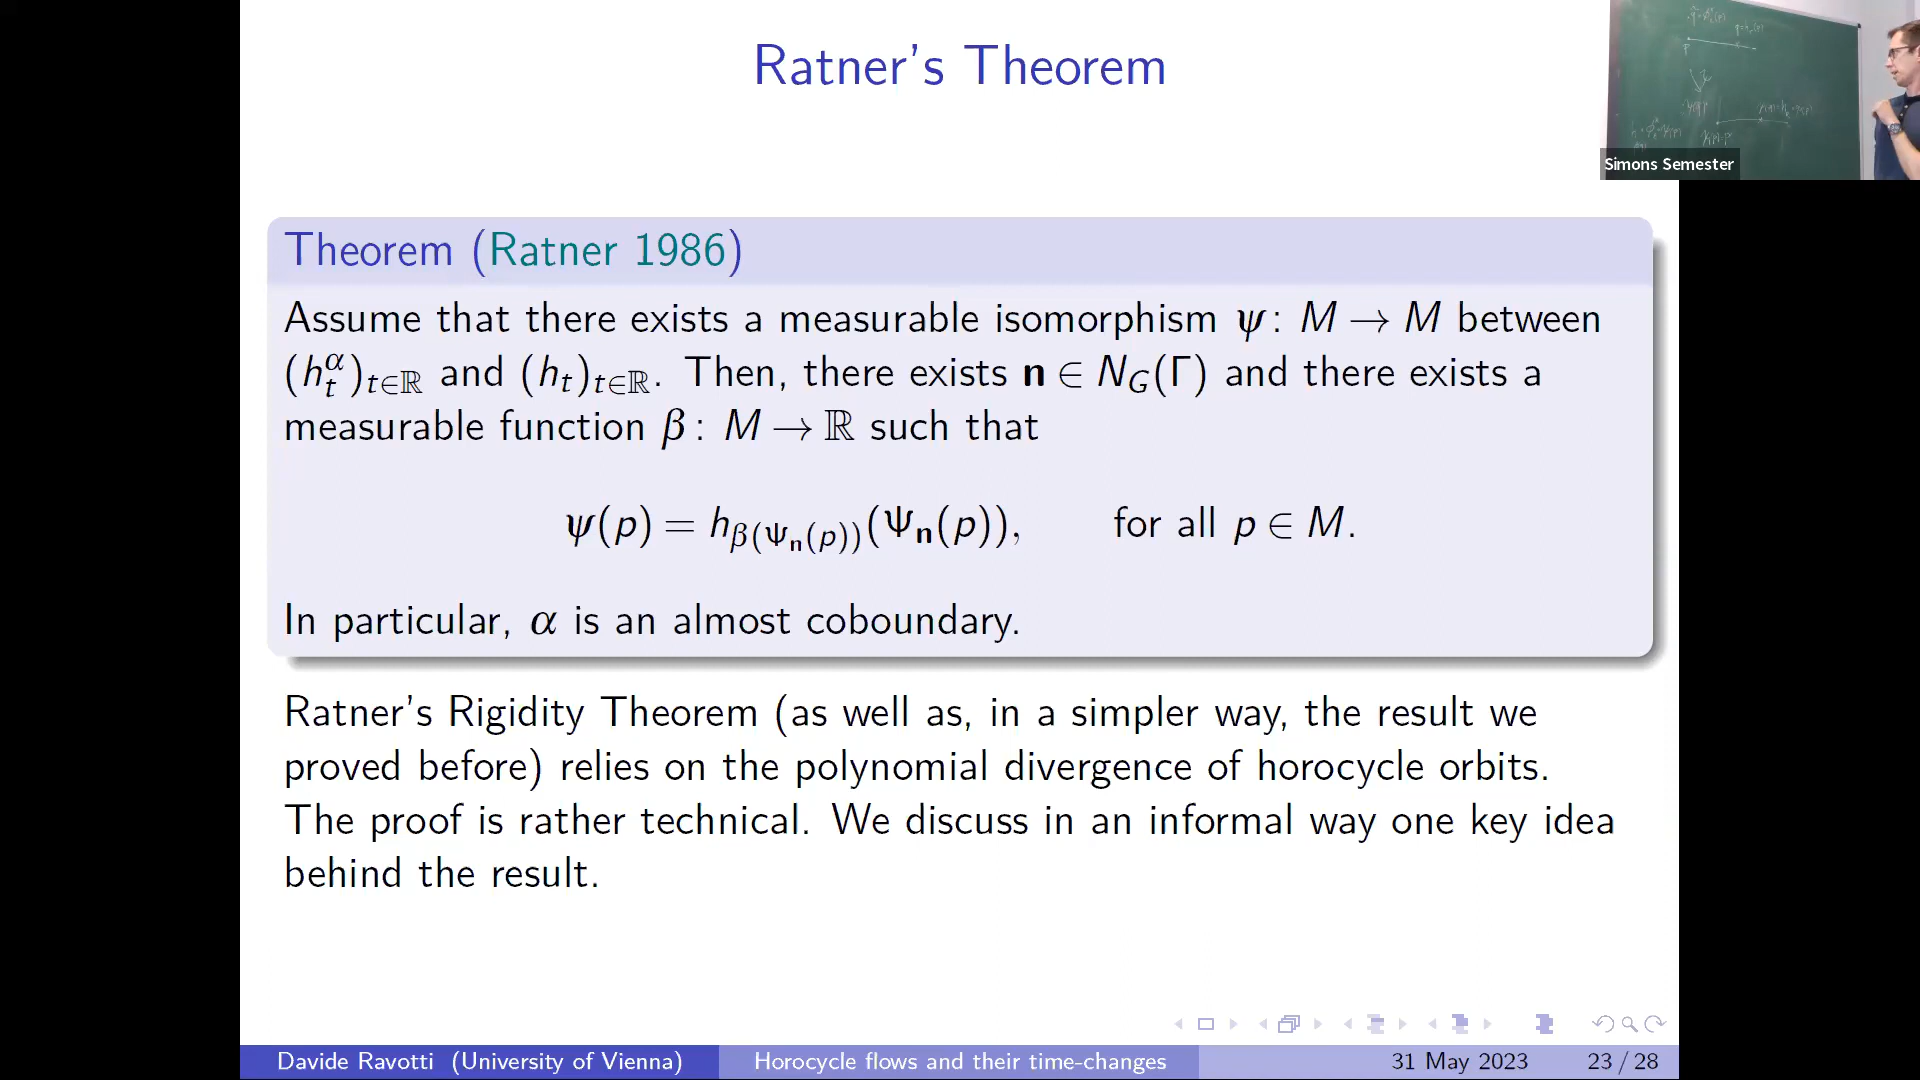 Ratner's Theorem
Simons Semester
Theorem (Ratner 1986)
Assume that there exists a measurable isomorphism ψ: M → M between
(h_t^α)_{t∈ℝ} and (h_t)_{t∈ℝ}. Then, there exists n ∈ N_G(Γ) and there exists a
measurable function β: M → ℝ such that
ψ(p) = h_{β(Ψ_n(p))}(Ψ_n(p)), for all p ∈ M.
In particular, α is an almost coboundary.
Ratner's Rigidity Theorem (as well as, in a simpler way, the result we
proved before) relies on the polynomial divergence of horocycle orbits.
The proof is rather technical. We discuss in an informal way one key idea
behind the result.
Davide Ravotti (University of Vienna) Horocycle flows and their time-changes 31 May 2023 23 / 28